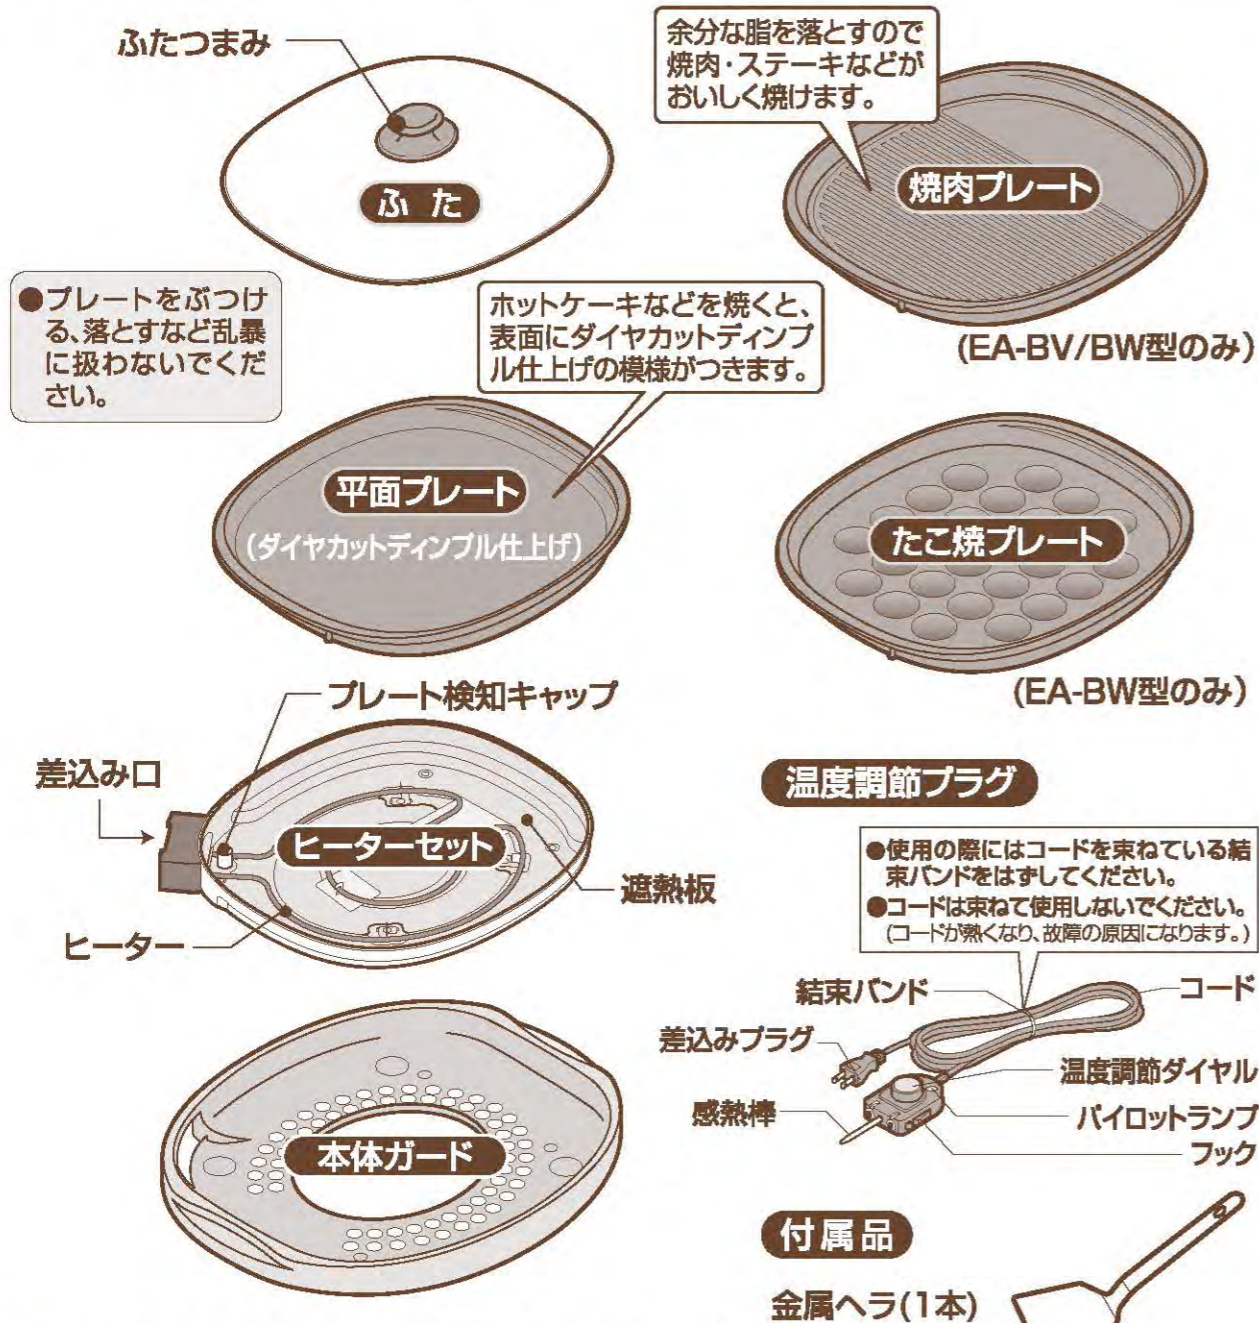 ふたつまみ
ふた
余分な脂を落とすので
焼肉・ステーキなどが
おいしく焼けます。
焼肉プレート
(EA-BV/BW型のみ)
●プレートをぶつけ
る、落とすなど乱暴
に扱わないでくだ
さい。
ホットケーキなどを焼くと、
表面にダイヤカットディンプ
ル仕上げの模様がつきます。
平面プレート
(ダイヤカットディンプル仕上げ)
たこ焼プレート
(EA-BW型のみ)
プレート検知キャップ
差込み口
ヒーターセット
遮熱板
ヒーター
本体ガード
温度調節プラグ
●使用の際にはコードを束ねている結
束バンドをはずしてください。
●コードは束ねて使用しないでください。
(コードが熱くなり、故障の原因になります。)
結束バンド
コード
差込みプラグ
温度調節ダイヤル
感熱棒
パイロットランプ
フック
付属品
金属ヘラ(1本)